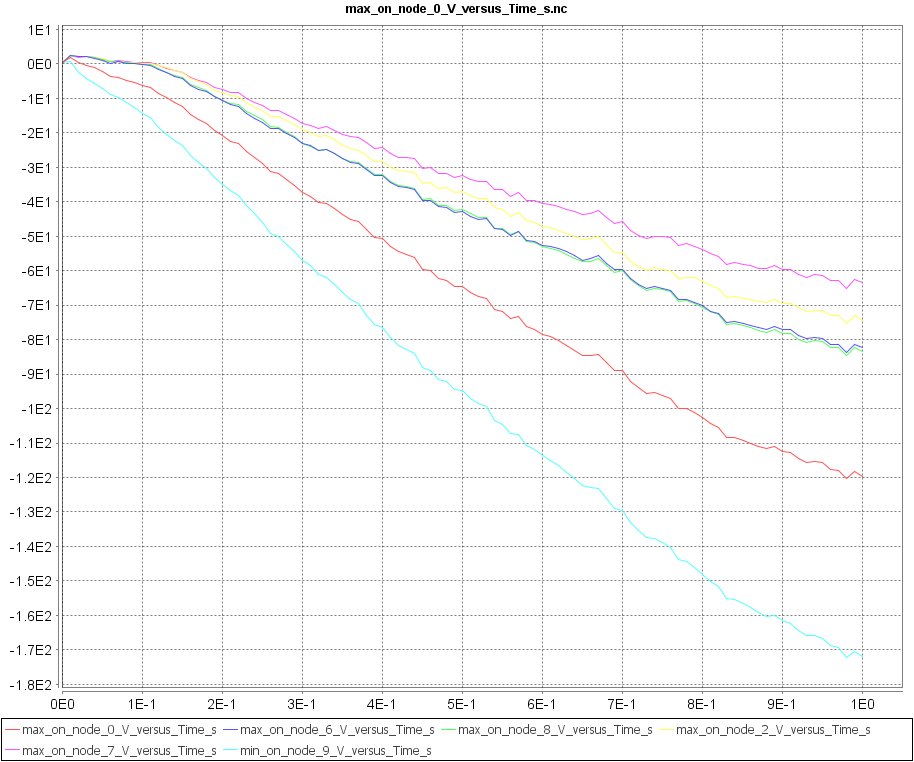 max_on_node_0_V_versus_Time_s.nc
1E1
0E0
-1E1
-2E1
-3E1
-4E1
-5E1
-6E1
-7E1
-8E1
-9E1
-1E2
-1.1E2
-1.2E2
-1.3E2
-1.4E2
-1.5E2
-1.6E2
-1.7E2
-1.8E2
0E0 1E-1 2E-1 3E-1 4E-1 5E-1 6E-1 7E-1 8E-1 9E-1 1E0
max_on_node_0_V_versus_Time_s max_on_node_6_V_versus_Time_s max_on_node_8_V_versus_Time_s max_on_node_2_V_versus_Time_s
max_on_node_7_V_versus_Time_s min_on_node_9_V_versus_Time_s